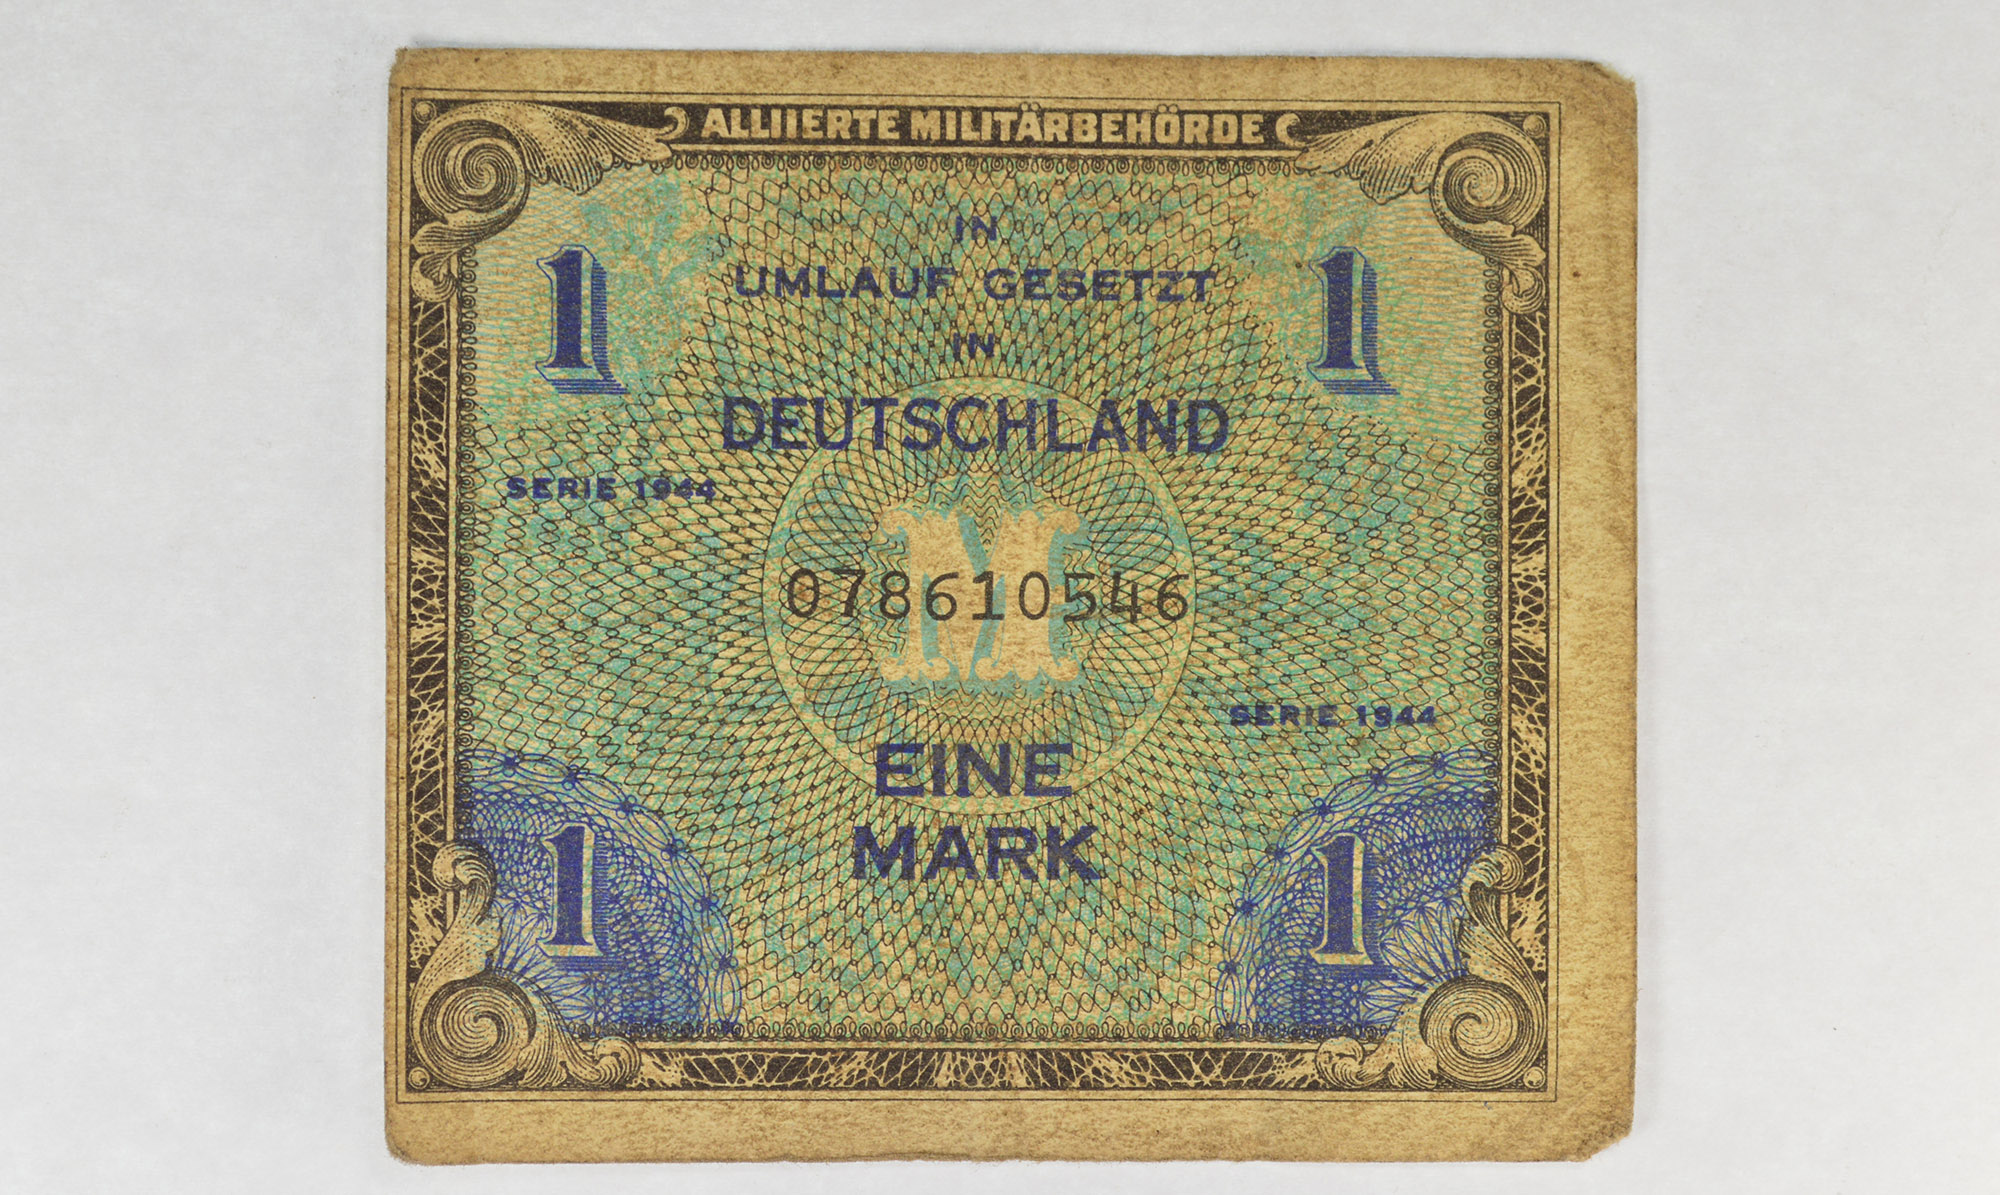 ALLIIERTE MILITÄRBEHÖRDE
IN
1 UMLAUF GESETZT 1
IN
DEUTSCHLAND
SERIE 1944
M
078610546
SERIE 1944
EINE
1 MARK 1